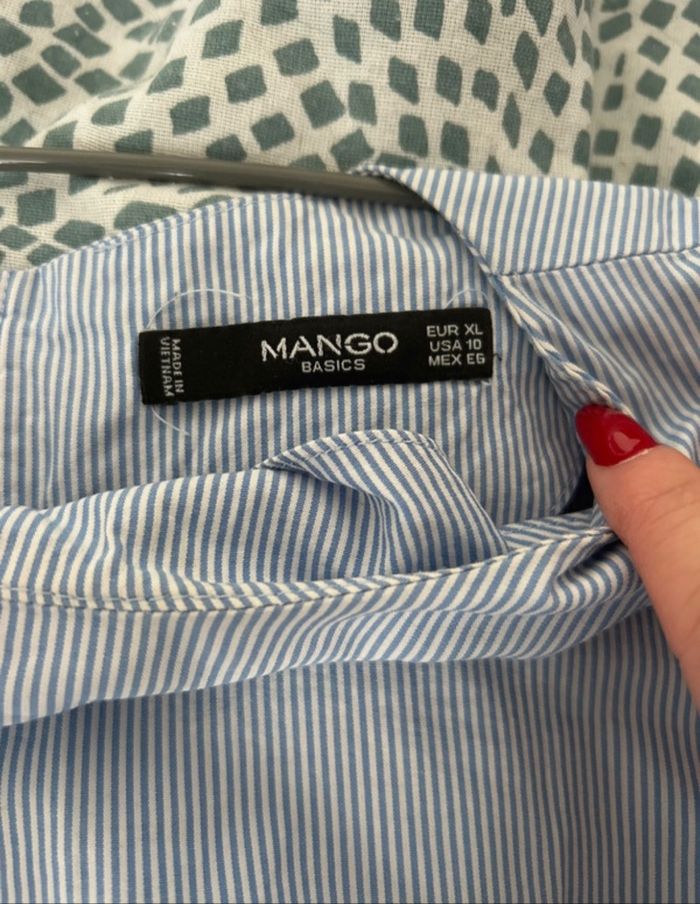 MADE IN
VIETNAM
MANGO
BASICS
EUR XL
USA 10
MEX EG